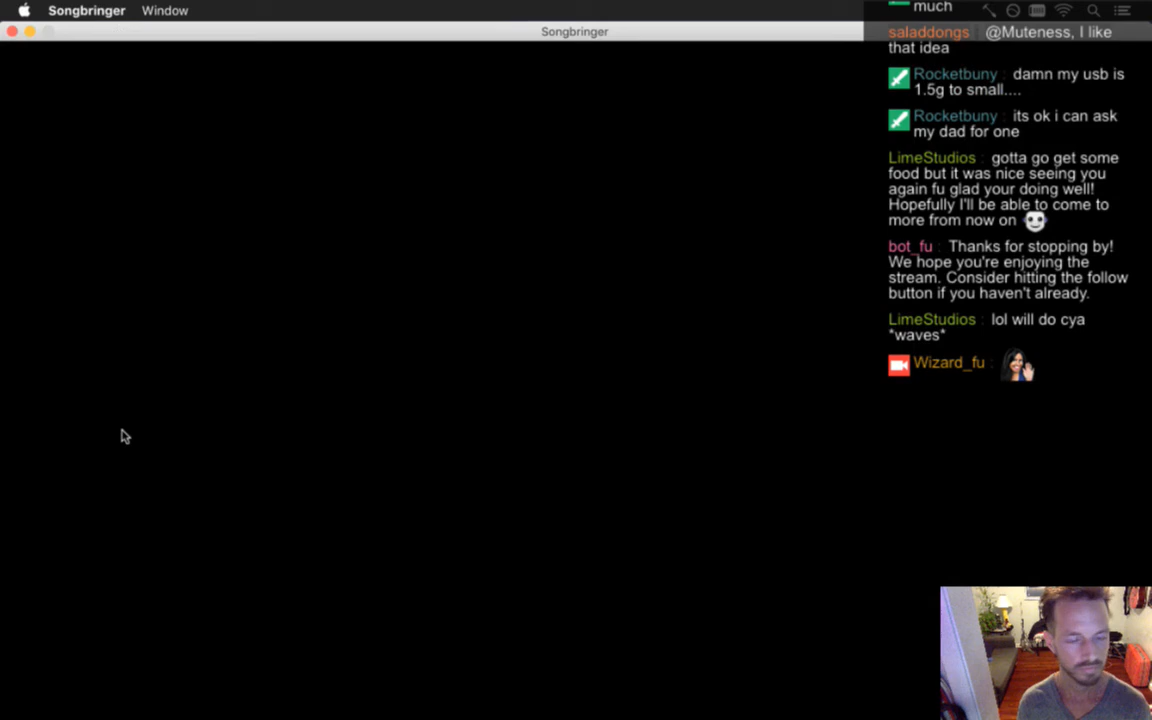 Songbringer Window
Songbringer
much
saladdongs : @Muteness, I like
that idea
Rocketbuny : damn my usb is
1.5g to small....
Rocketbuny : its ok i can ask
my dad for one
LimeStudios : gotta go get some
food but it was nice seeing you
again fu glad your doing well!
Hopefully I'll be able to come to
more from now on
bot_fu : Thanks for stopping by!
We hope you're enjoying the
stream. Consider hitting the follow
button if you haven't already.
LimeStudios : lol will do cya
*waves*
Wizard_fu :